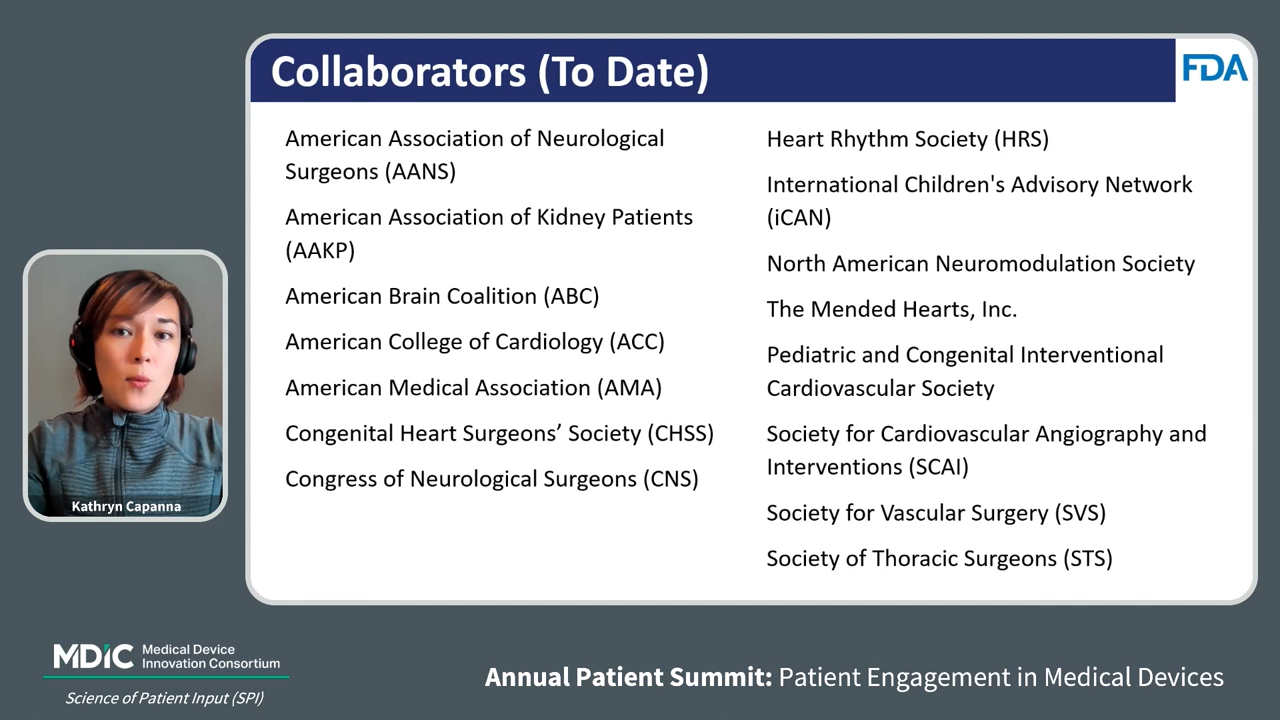 Collaborators (To Date)
FDA
American Association of Neurological
Surgeons (AANS)
American Association of Kidney Patients
(AAKP)
American Brain Coalition (ABC)
American College of Cardiology (ACC)
American Medical Association (AMA)
Congenital Heart Surgeons’ Society (CHSS)
Congress of Neurological Surgeons (CNS)
Heart Rhythm Society (HRS)
International Children's Advisory Network
(iCAN)
North American Neuromodulation Society
The Mended Hearts, Inc.
Pediatric and Congenital Interventional
Cardiovascular Society
Society for Cardiovascular Angiography and
Interventions (SCAI)
Society for Vascular Surgery (SVS)
Society of Thoracic Surgeons (STS)
Kathryn Capanna
MDIC
Medical Device
Innovation Consortium
Science of Patient Input (SPI)
Annual Patient Summit: Patient Engagement in Medical Devices